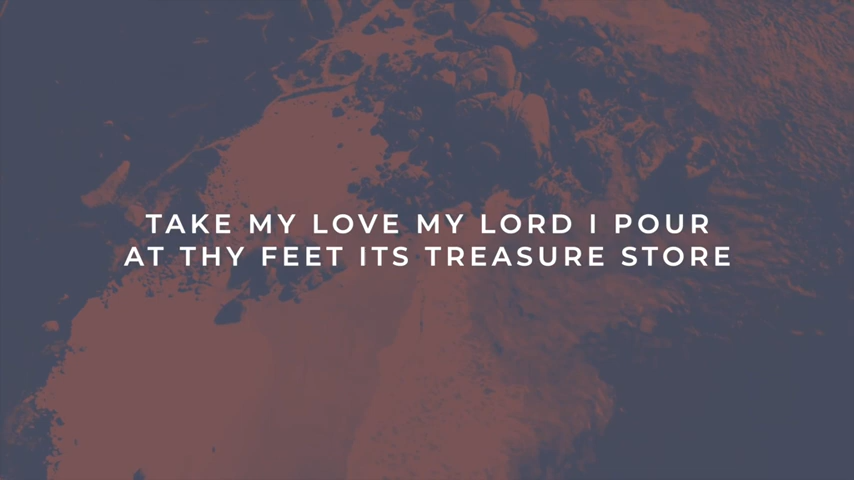 TAKE MY LOVE MY LORD I POUR
AT THY FEET ITS TREASURE STORE